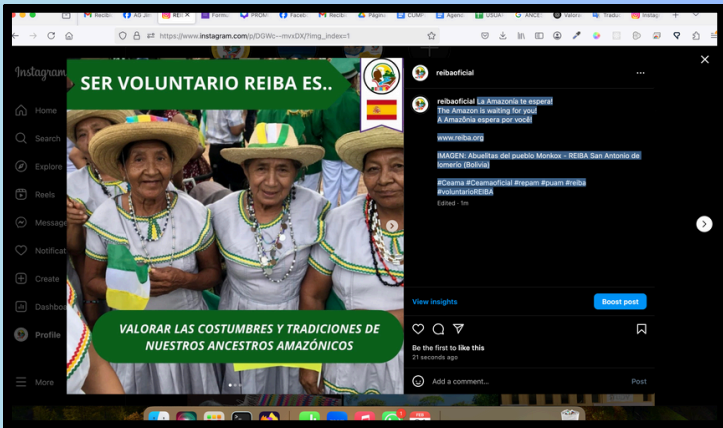 https://www.instagram.com/p/DGWc--mvxDX/?img_index=1
Instagram
Home
Search
Explore
Reels
Message
Notificat
Create
Dashboa
Profile
More
SER VOLUNTARIO REIBA ES..
VALORAR LAS COSTUMBRES Y TRADICIONES DE
NUESTROS ANCESTROS AMAZÓNICOS
reibaoficial
reibaoficial La Amazonía te espera!
The Amazon is waiting for you!
A Amazônia espera por você!
www.reiba.org
IMAGEN: Abuelitas del pueblo Monkox - REIBA San Antonio de
lomerio (Bolivia)
#Ceama #Ceamaoficial #repam #puam #reiba
#voluntarioREIBA
Edited · 1m
View insights
Boost post
Be the first to like this
21 seconds ago
Add a comment...
Post